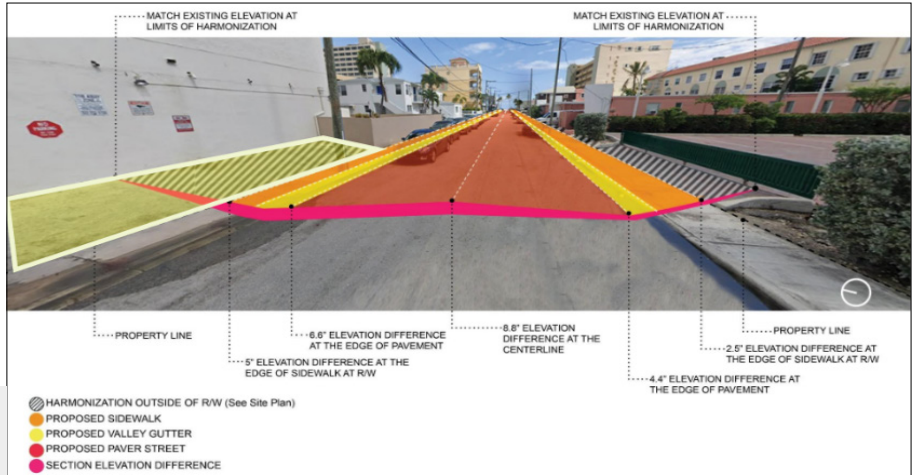 MATCH EXISTING ELEVATION AT
LIMITS OF HARMONIZATION
MATCH EXISTING ELEVATION AT
LIMITS OF HARMONIZATION
NO
PARKING
PROPERTY LINE
6.6" ELEVATION DIFFERENCE
AT THE EDGE OF PAVEMENT
5" ELEVATION DIFFERENCE AT THE
EDGE OF SIDEWALK AT R/W
8.8" ELEVATION
DIFFERENCE AT THE
CENTERLINE
PROPERTY LINE
2.5" ELEVATION DIFFERENCE AT
THE EDGE OF SIDEWALK AT R/W
4.4" ELEVATION DIFFERENCE AT
THE EDGE OF PAVEMENT
HARMONIZATION OUTSIDE OF R/W (See Site Plan)
PROPOSED SIDEWALK
PROPOSED VALLEY GUTTER
PROPOSED PAVER STREET
SECTION ELEVATION DIFFERENCE